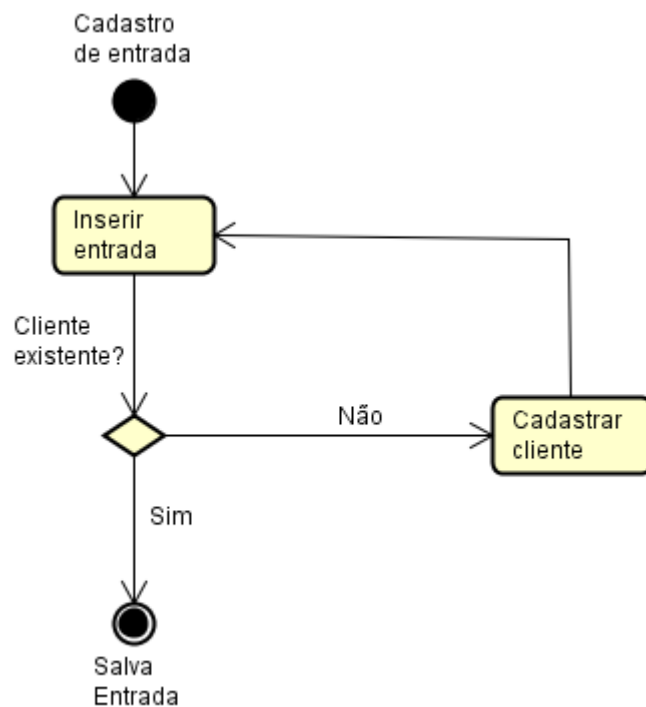 Cadastro
de entrada
Inserir
entrada
Cliente
existente?
Não
Cadastrar
cliente
Sim
Salva
Entrada